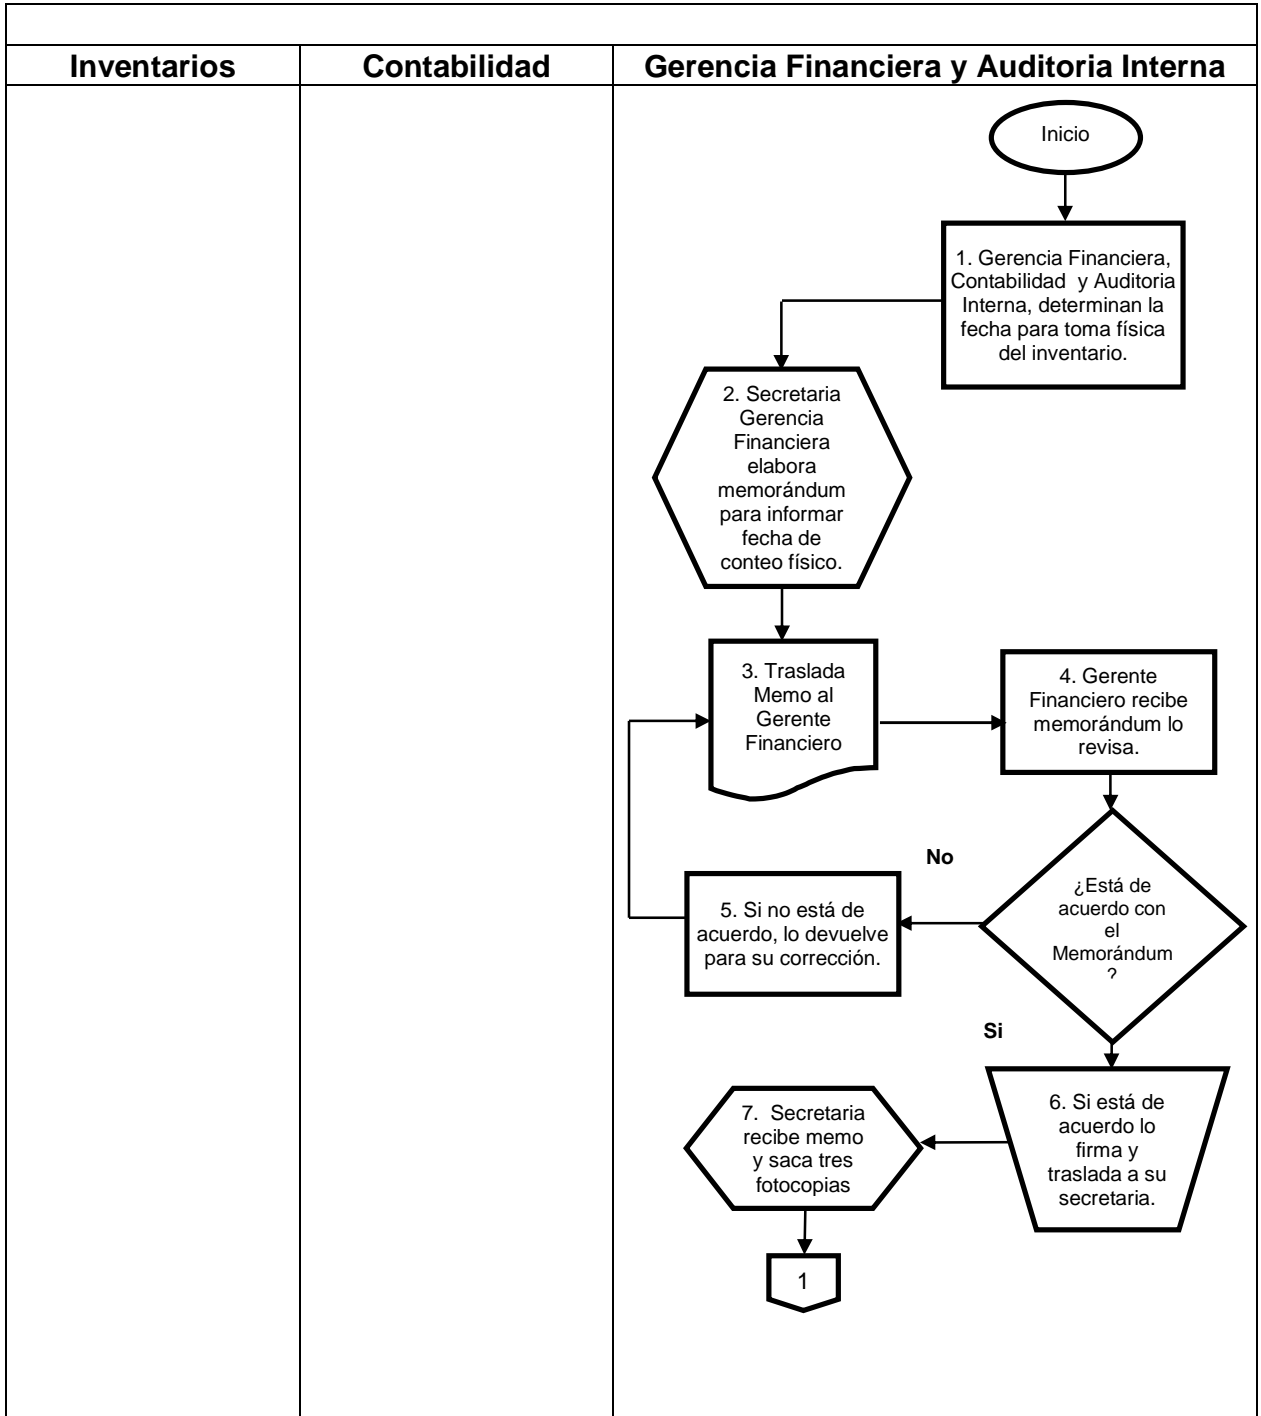 Inventarios
Contabilidad
Gerencia Financiera y Auditoria Interna
Inicio
1. Gerencia Financiera,
Contabilidad y Auditoria
Interna, determinan la
fecha para toma física
del inventario.
2. Secretaria
Gerencia
Financiera
elabora
memorándum
para informar
fecha de
conteo físico.
3. Traslada
Memo al
Gerente
Financiero
4. Gerente
Financiero recibe
memorándum lo
revisa.
¿Está de
acuerdo con
el
Memorándum
?
No
5. Si no está de
acuerdo, lo devuelve
para su corrección.
Si
6. Si está de
acuerdo lo
firma y
traslada a su
secretaria.
7. Secretaria
recibe memo
y saca tres
fotocopias
1